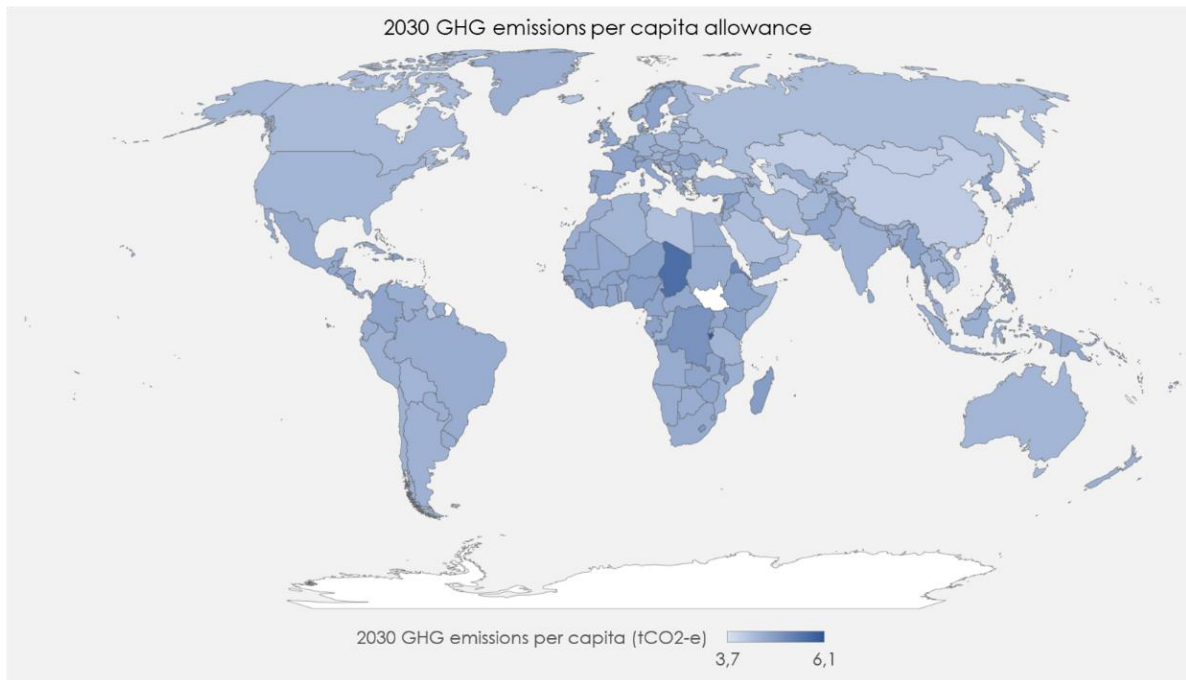 2030 GHG emissions per capita allowance
2030 GHG emissions per capita (tCO2-e)
3,7 6,1